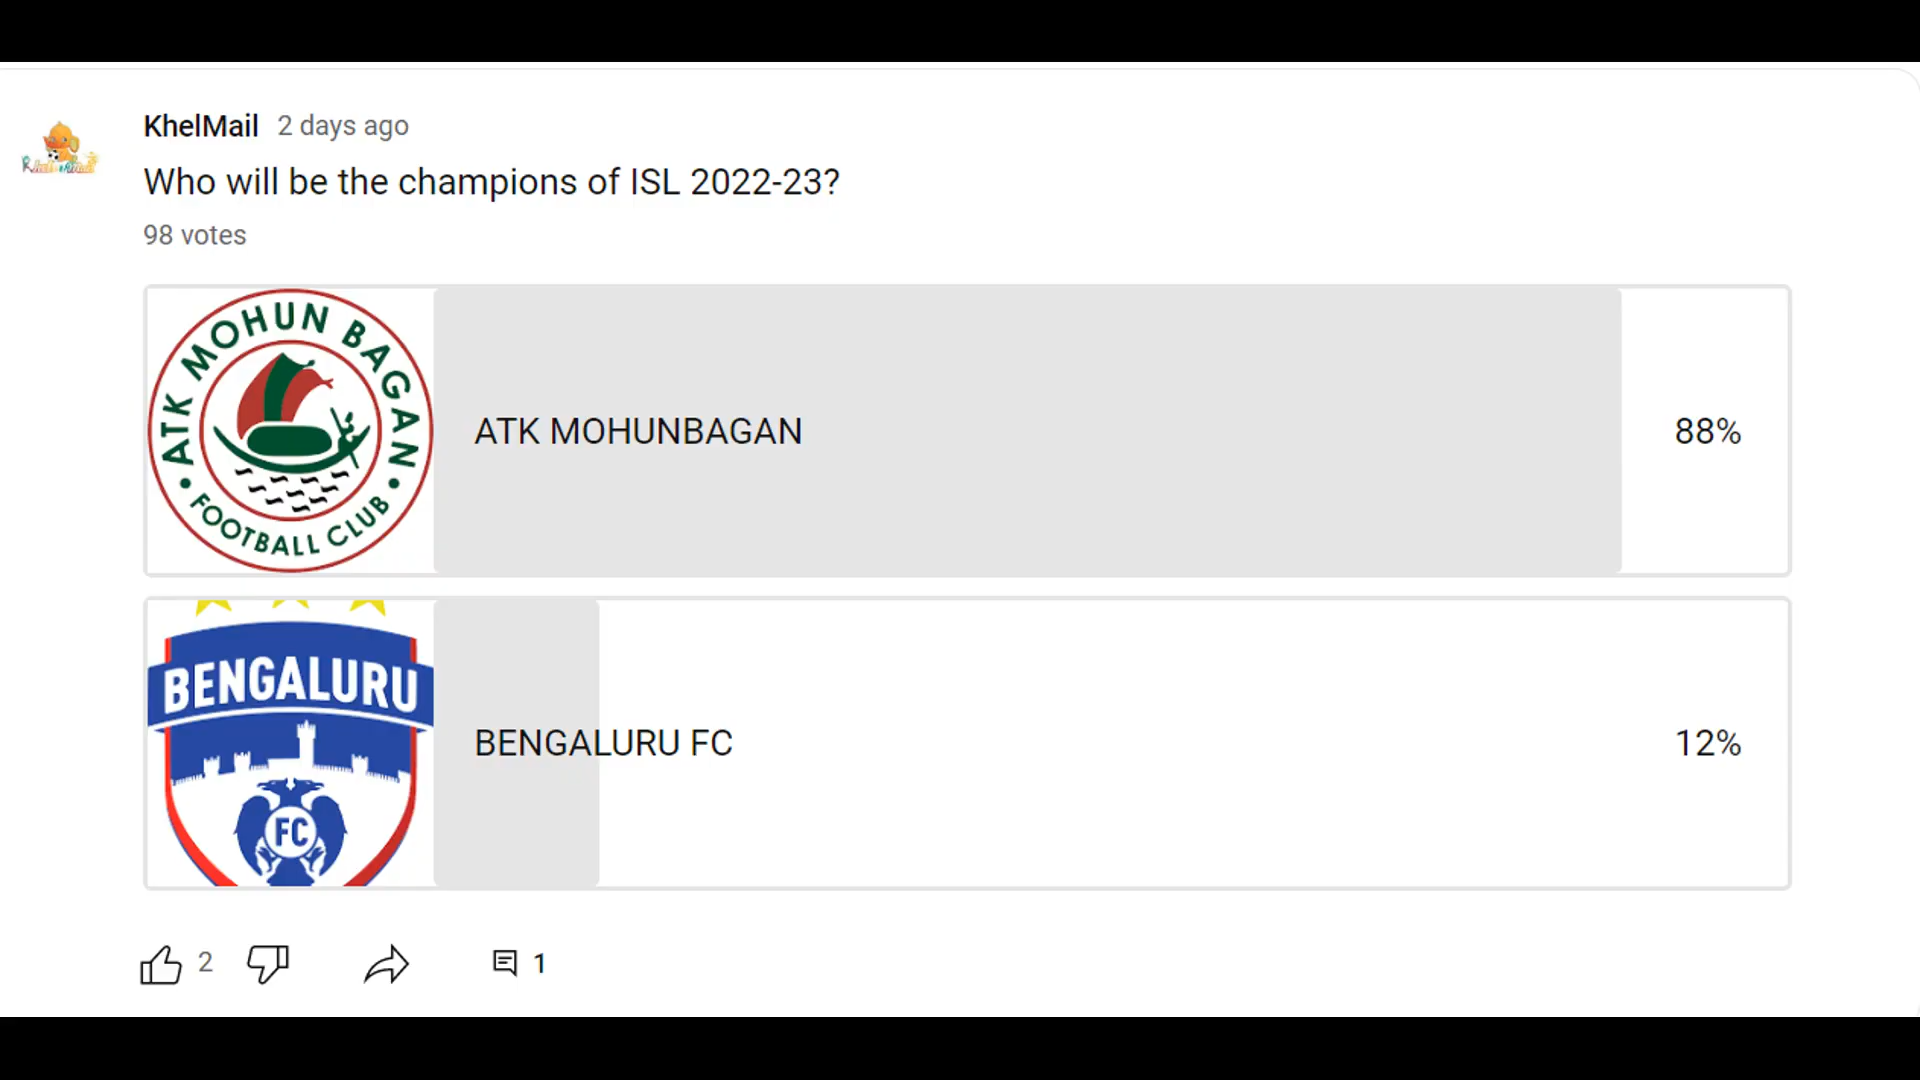 KhelMail 2 days ago
Who will be the champions of ISL 2022-23?
98 votes
ATK MOHUN BAGAN
• FOOTBALL CLUB •
ATK MOHUNBAGAN
88%
BENGALURU
FC
BENGALURU FC
12%
2
1